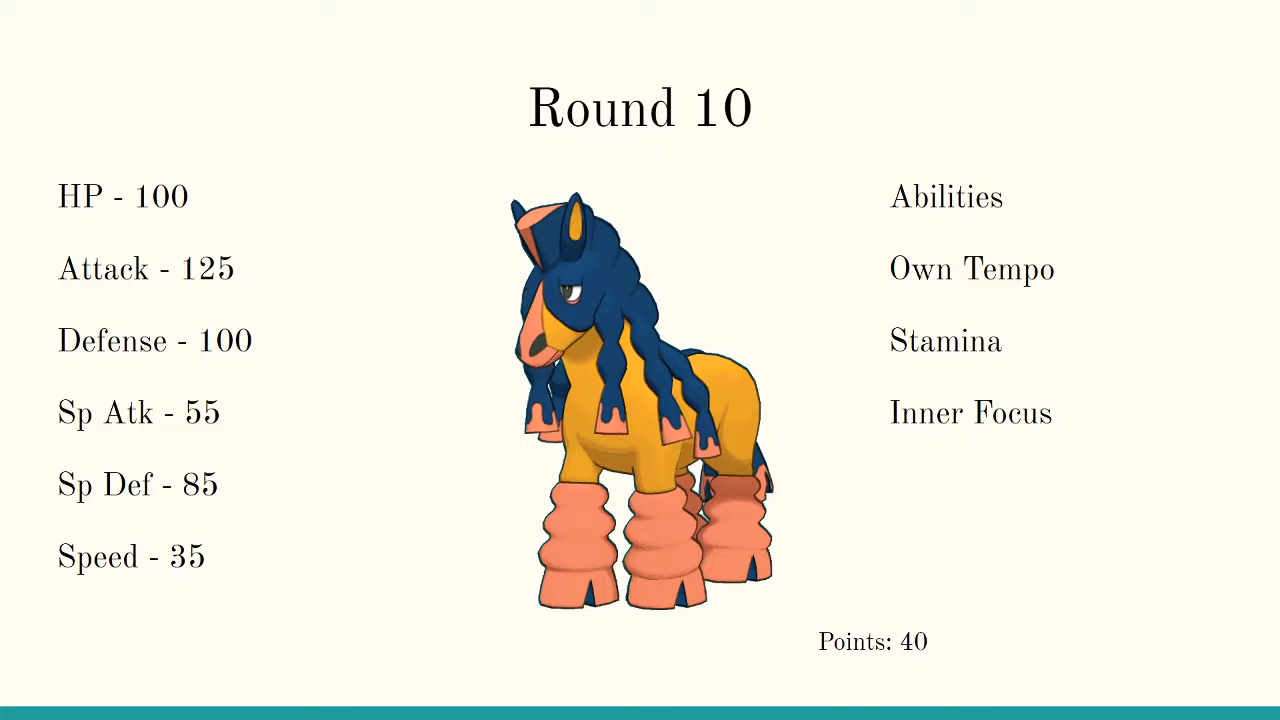 Round 10
HP - 100
Attack - 125
Defense - 100
Sp Atk - 55
Sp Def - 85
Speed - 35
Abilities
Own Tempo
Stamina
Inner Focus
Points: 40